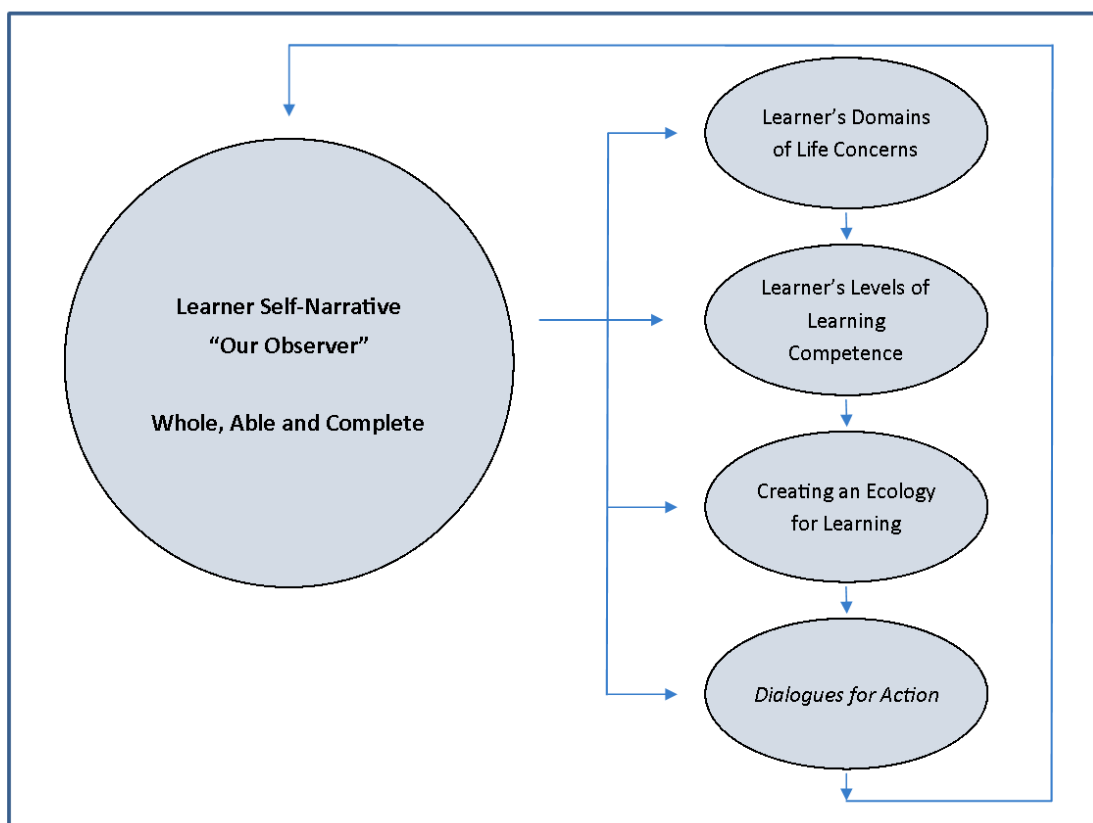 Learner Self-Narrative
“Our Observer”
Whole, Able and Complete
Learner’s Domains
of Life Concerns
Learner’s Levels of
Learning
Competence
Creating an Ecology
for Learning
Dialogues for Action